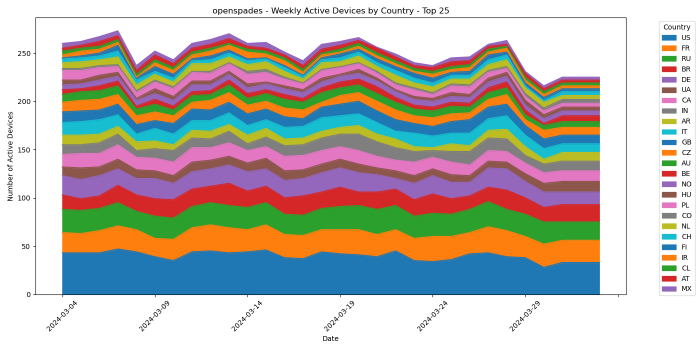 openspades - Weekly Active Devices by Country - Top 25
Number of Active Devices
250
200
150
100
50
0
2024-03-04
2024-03-09
2024-03-14
2024-03-19
2024-03-24
2024-03-29
Date
Country
US
FR
RU
BR
DE
UA
CA
IN
AR
IT
GB
CZ
AU
BE
NO
HU
PL
CO
NL
CH
FI
IR
CL
AT
MX